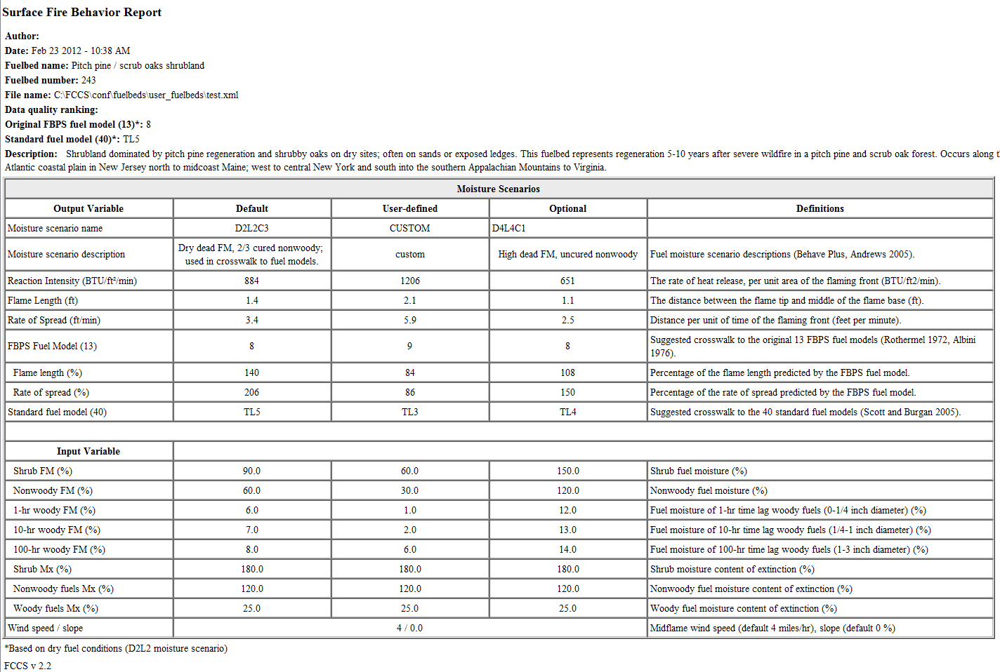 Surface Fire Behavior Report
Author:
Date: Feb 23 2012 - 10:38 AM
Fuelbed name: Pitch pine / scrub oaks shrubland
Fuelbed number: 243
File name: C:\FCCS\conf\fuelbeds\user_fuelbeds\test.xml
Data quality ranking:
Original FBPS fuel model (13)*: 8
Standard fuel model (40)*: TL5
Description: Shrubland dominated by pitch pine regeneration and shrubby oaks on dry sites; often on sands or exposed ledges. This fuelbed represents regeneration 5-10 years after severe wildfire in a pitch pine and scrub oak forest. Occurs along t
Atlantic coastal plain in New Jersey north to midcoast Maine; west to central New York and south into the southern Appalachian Mountains to Virginia.
Moisture Scenarios
Output Variable Default User-defined Optional Definitions
Moisture scenario name D2L2C3 CUSTOM D4L4C1
Moisture scenario description Dry dead FM, 2/3 cured nonwoody; used in crosswalk to fuel models. custom High dead FM, uncured nonwoody Fuel moisture scenario descriptions (Behave Plus, Andrews 2005).
Reaction Intensity (BTU/ft²/min) 884 1206 651 The rate of heat release, per unit area of the flaming front (BTU/ft2/min).
Flame Length (ft) 1.4 2.1 1.1 The distance between the flame tip and middle of the flame base (ft).
Rate of Spread (ft/min) 3.4 5.9 2.5 Distance per unit of time of the flaming front (feet per minute).
FBPS Fuel Model (13) 8 9 8 Suggested crosswalk to the original 13 FBPS fuel models (Rothermel 1972, Albini 1976).
Flame length (%) 140 84 108 Percentage of the flame length predicted by the FBPS fuel model.
Rate of spread (%) 206 86 150 Percentage of the rate of spread predicted by the FBPS fuel model.
Standard fuel model (40) TL5 TL3 TL4 Suggested crosswalk to the 40 standard fuel models (Scott and Burgan 2005).
Input Variable
Shrub FM (%) 90.0 60.0 150.0 Shrub fuel moisture (%)
Nonwoody FM (%) 60.0 30.0 120.0 Nonwoody fuel moisture (%)
1-hr woody FM (%) 6.0 1.0 12.0 Fuel moisture of 1-hr time lag woody fuels (0-1/4 inch diameter) (%)
10-hr woody FM (%) 7.0 2.0 13.0 Fuel moisture of 10-hr time lag woody fuels (1/4-1 inch diameter) (%)
100-hr woody FM (%) 8.0 6.0 14.0 Fuel moisture of 100-hr time lag woody fuels (1-3 inch diameter) (%)
Shrub Mx (%) 180.0 180.0 180.0 Shrub moisture content of extinction (%)
Nonwoody fuels Mx (%) 120.0 120.0 120.0 Nonwoody fuel moisture content of extinction (%)
Woody fuels Mx (%) 25.0 25.0 25.0 Woody fuel moisture content of extinction (%)
Wind speed / slope 4 / 0.0 Midflame wind speed (default 4 miles/hr), slope (default 0 %)
*Based on dry fuel conditions (D2L2 moisture scenario)
FCCS v 2.2